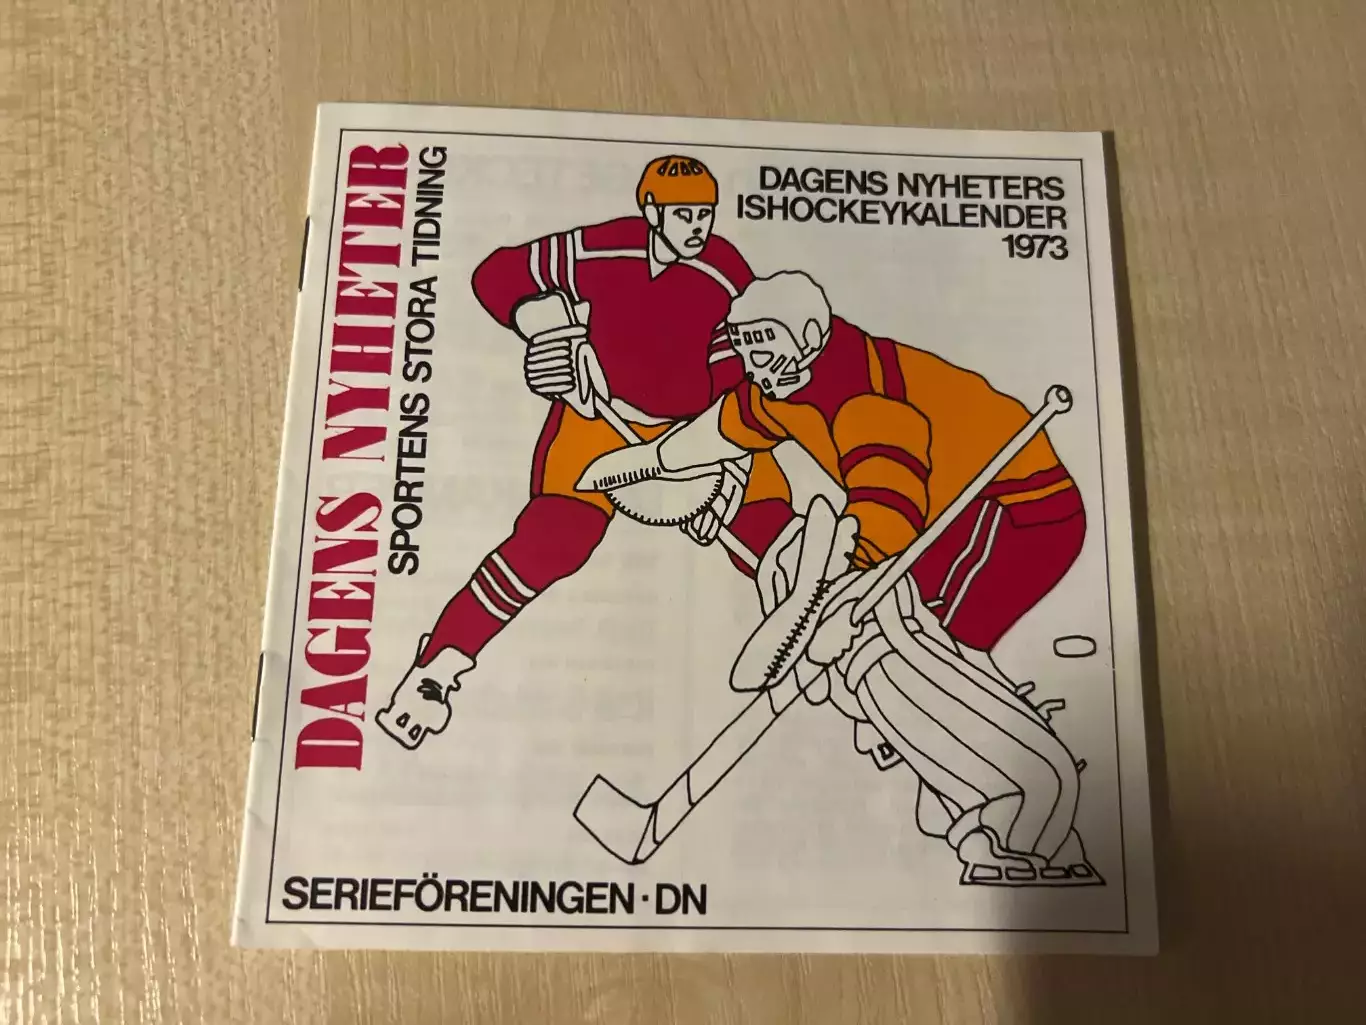 DAGENS NYHETER
SPORTENS STORA TIDNING
DAGENS NYHETERS
ISHOCKEYKALENDER
1973
SERIEFÖRENINGEN · DN